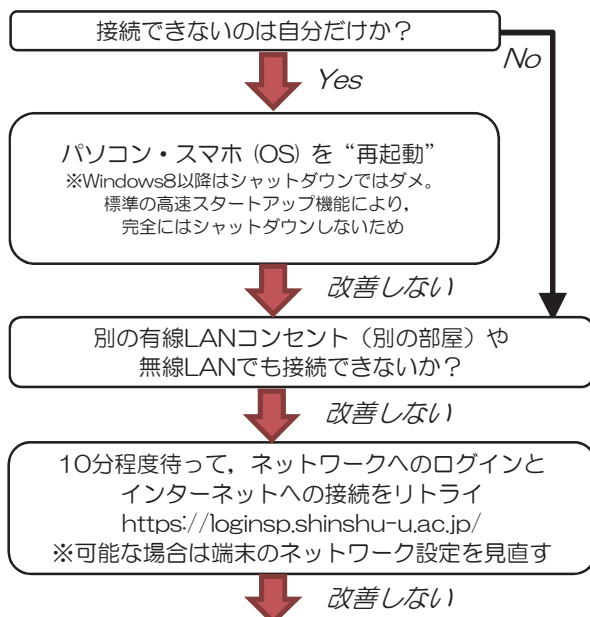 接続できないのは自分だけか？
No
Yes
パソコン・スマホ (OS) を“再起動”
※Windows8以降はシャットダウンではダメ。
標準の高速スタートアップ機能により，
完全にはシャットダウンしないため
改善しない
別の有線LANコンセント（別の部屋）や
無線LANでも接続できないか？
改善しない
10分程度待って，ネットワークへのログインと
インターネットへの接続をリトライ
https://loginsp.shinshu-u.ac.jp/
※可能な場合は端末のネットワーク設定を見直す
改善しない